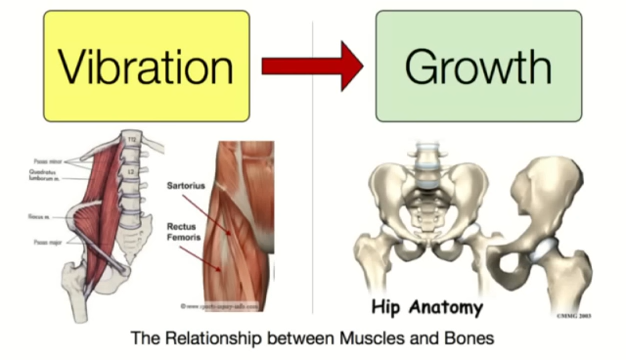 Vibration
Growth
T12
Psoas minor
Quadratus
lumborum m.
L3
Iliacus m.
Psoas major
Sartorius
Rectus
Femoris
Hip Anatomy
©MMG 2003
The Relationship between Muscles and Bones